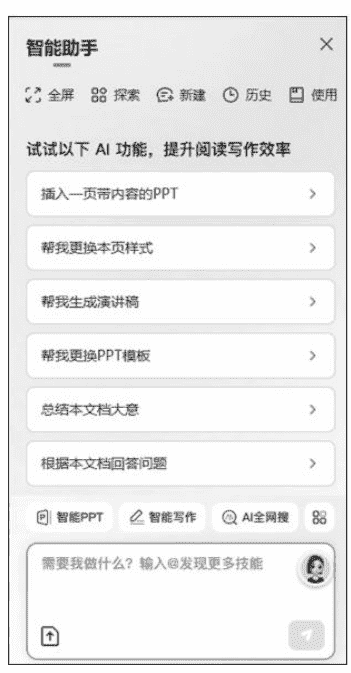 智能助手
全屏 探索 新建 历史 使用
试试以下 AI 功能，提升阅读写作效率
插入一页带内容的PPT
帮我更换本页样式
帮我生成演讲稿
帮我更换PPT模板
总结本文档大意
根据本文档回答问题
智能PPT 智能写作 AI全网搜
需要我做什么？输入@发现更多技能